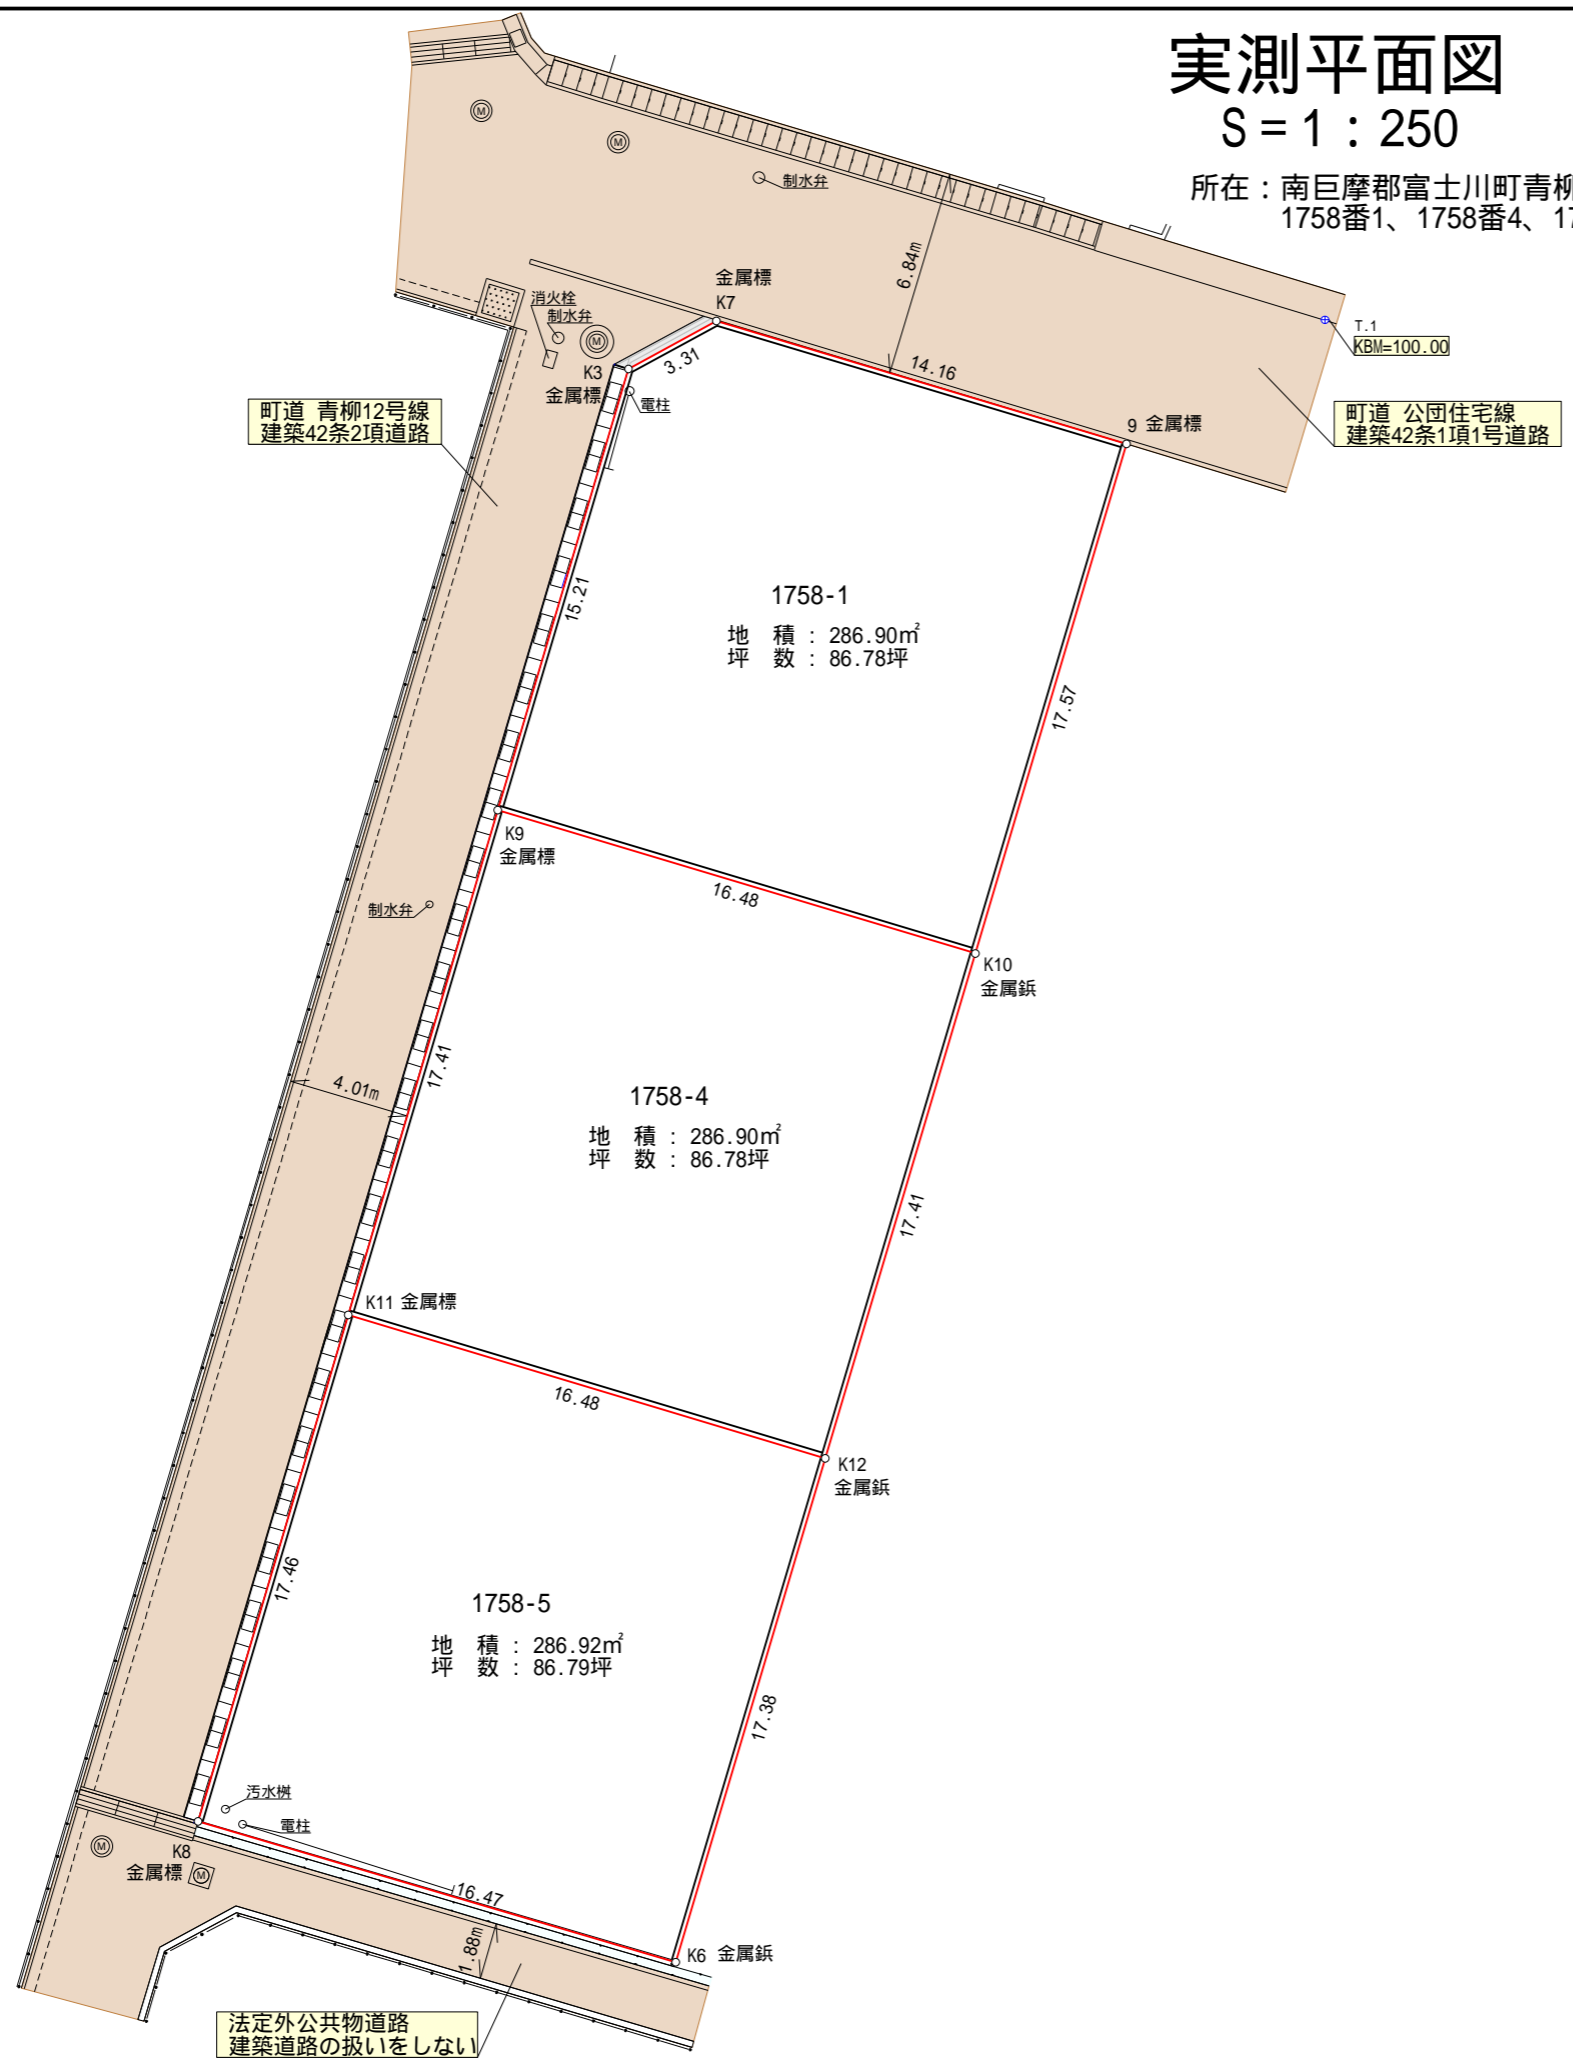 実測平面図
S = 1 : 250
所在 : 南巨摩郡富士川町青柳
1758番1、1758番4、17
M
M
制水弁
6.84m
金属標
K7
消火栓
制水弁
M
K3
金属標
3.31
電柱
14.16
9 金属標
T.1
KBM=100.00
町道 青柳12号線
建築42条2項道路
町道 公団住宅線
建築42条1項1号道路
15.21
1758-1
地 積 : 286.90㎡
坪 数 : 86.78坪
17.57
K9
金属標
16.48
制水弁
K10
金属鋲
17.41
4.01m
1758-4
地 積 : 286.90㎡
坪 数 : 86.78坪
17.41
K11 金属標
16.48
K12
金属鋲
17.46
1758-5
地 積 : 286.92㎡
坪 数 : 86.79坪
17.38
汚水桝
電柱
M
K8
金属標
M
16.47
1.88m
K6 金属鋲
法定外公共物道路
建築道路の扱いをしない